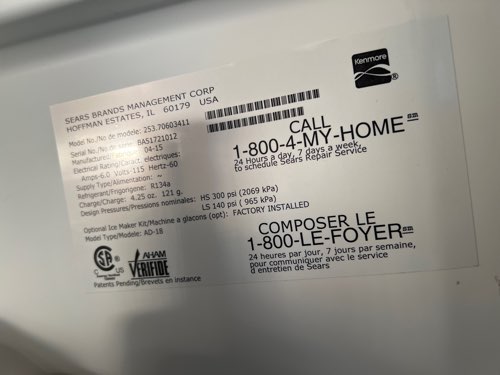 SEARS BRANDS MANAGEMENT CORP
HOFFMAN ESTATES, IL 60179 USA
Kenmore ®
Model No./No de modele: 253.70603411
Serial No./No de serie: BA51721012
Manufactured/ 04-15
Electrical Rating/Caract. electriques:
Amps-6.0 Volts-115 Hertz-60
Supply Type/Alimentation: ~
Refrigerant/Frigorigene: R134a
Charge/Charge: 4.25 oz. 121 g.
Design Pressures/Pressions nominales: HS 300 psi (2069 kPa)
LS 140 psi ( 965 kPa)
Optional Ice Maker Kit/Machine a glacons (opt): FACTORY INSTALLED
Model Type/Modele: AD-18
CALL
1-800-4-MY-HOME
24 Hours a day, 7 days a week,
to schedule Sears Repair Service
COMPOSER LE
1-800-LE-FOYER
24 heures par jour, 7 jours par semaine,
pour communiquer avec le service
d entretien de Sears
CSA ® C US
AHAM
VERIFIDE
Patents Pending/Brevets en instance